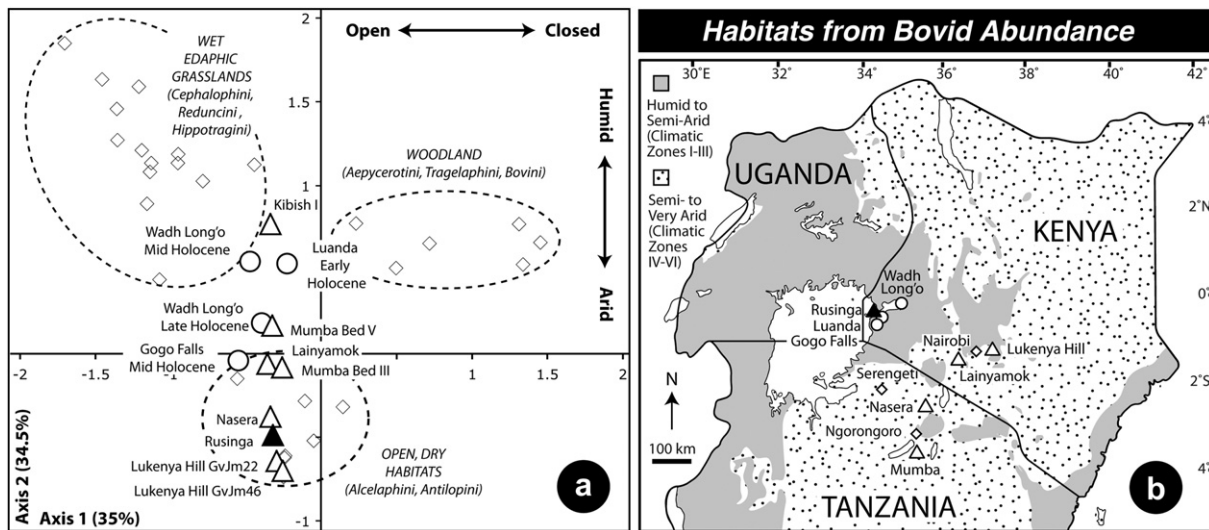 WET
EDAPHIC
GRASSLANDS
(Cephalophini,
Reduncini ,
Hippotragini)
Open
Closed
2
1.5
1
0.5
Humid
Arid
WOODLAND
(Aepycerotini, Tragelaphini, Bovini)
Kibish I
Wadh Long'o
Mid Holocene
Luanda
Early
Holocene
Wadh Long'o
Late Holocene
Mumba Bed V
Gogo Falls
Mid Holocene
Lainyamok
Mumba Bed III
-1.5
-1
0.5
1
1.5
2
Nasera
Rusinga
Lukenya Hill GvJm22
Lukenya Hill GvJm46
OPEN, DRY
HABITATS
(Alcelaphini, Antilopini)
-1
Axis 2 (34.5%)
Axis 1 (35%)
a
Habitats from Bovid Abundance
30°E
32°
34°
36°
38°
40°
42°
Humid to
Semi-Arid
(Climatic
Zones I-III)
Semi- to
Very Arid
(Climatic
Zones
IV-VI)
4°
2°N
0°
2°S
4°
UGANDA
KENYA
TANZANIA
Wadh
Long'o
Rusinga
Luanda
Gogo Falls
Nairobi
Lukenya Hill
Lainyamok
Serengeti
Nasera
Ngorongoro
Mumba
N
100 km
b